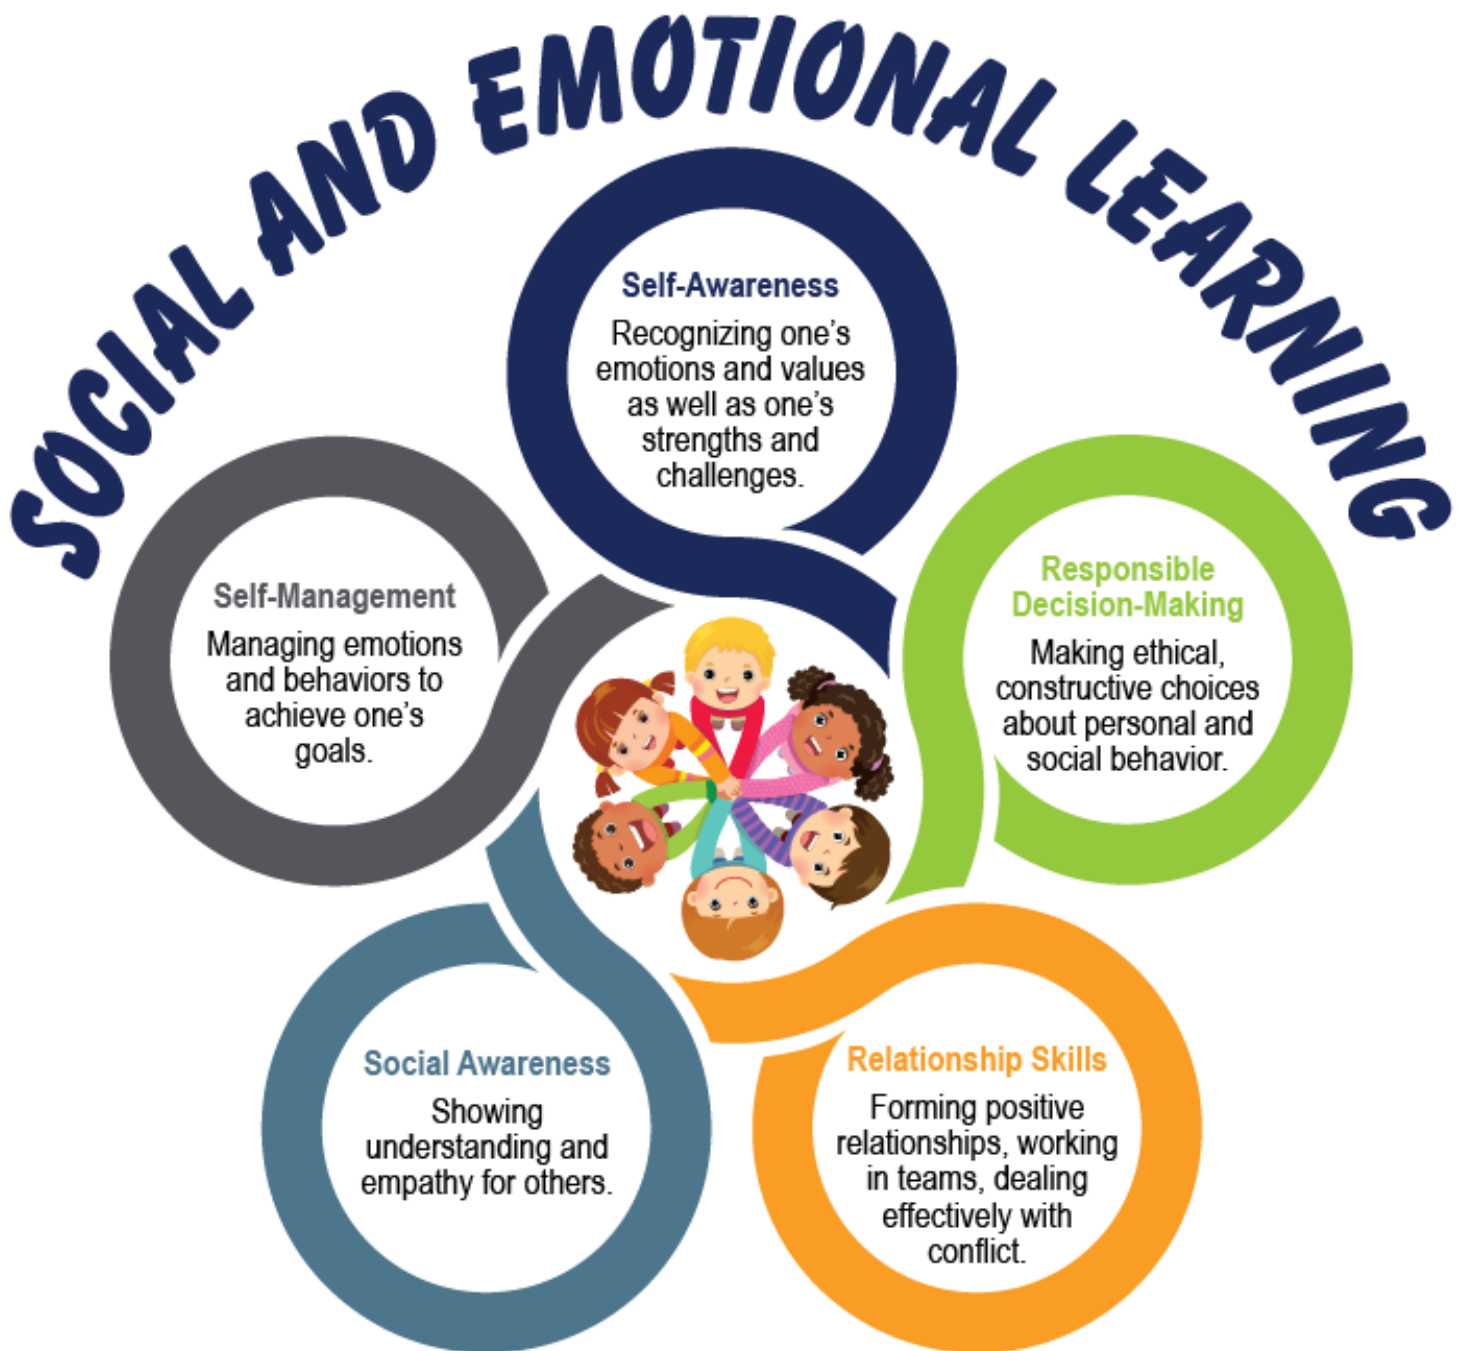 SOCIAL AND EMOTIONAL LEARNING
Self-Awareness
Recognizing one’s
emotions and values
as well as one’s
strengths and
challenges.
Self-Management
Managing emotions
and behaviors to
achieve one’s
goals.
Responsible
Decision-Making
Making ethical,
constructive choices
about personal and
social behavior.
Social Awareness
Showing
understanding and
empathy for others.
Relationship Skills
Forming positive
relationships, working
in teams, dealing
effectively with
conflict.